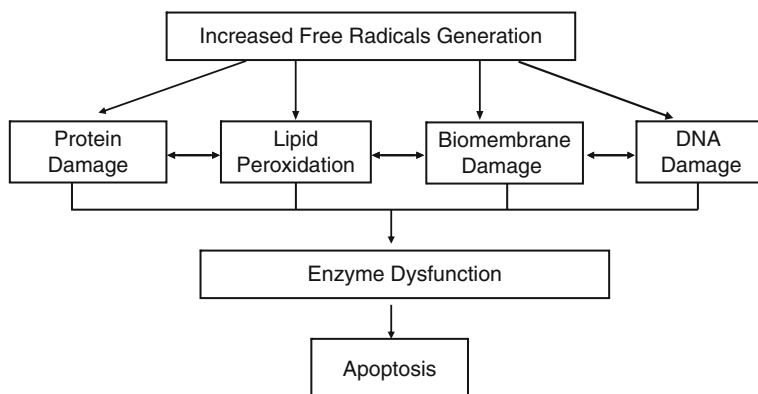 Increased Free Radicals Generation
Protein
Damage
Lipid
Peroxidation
Biomembrane
Damage
DNA
Damage
Enzyme Dysfunction
Apoptosis